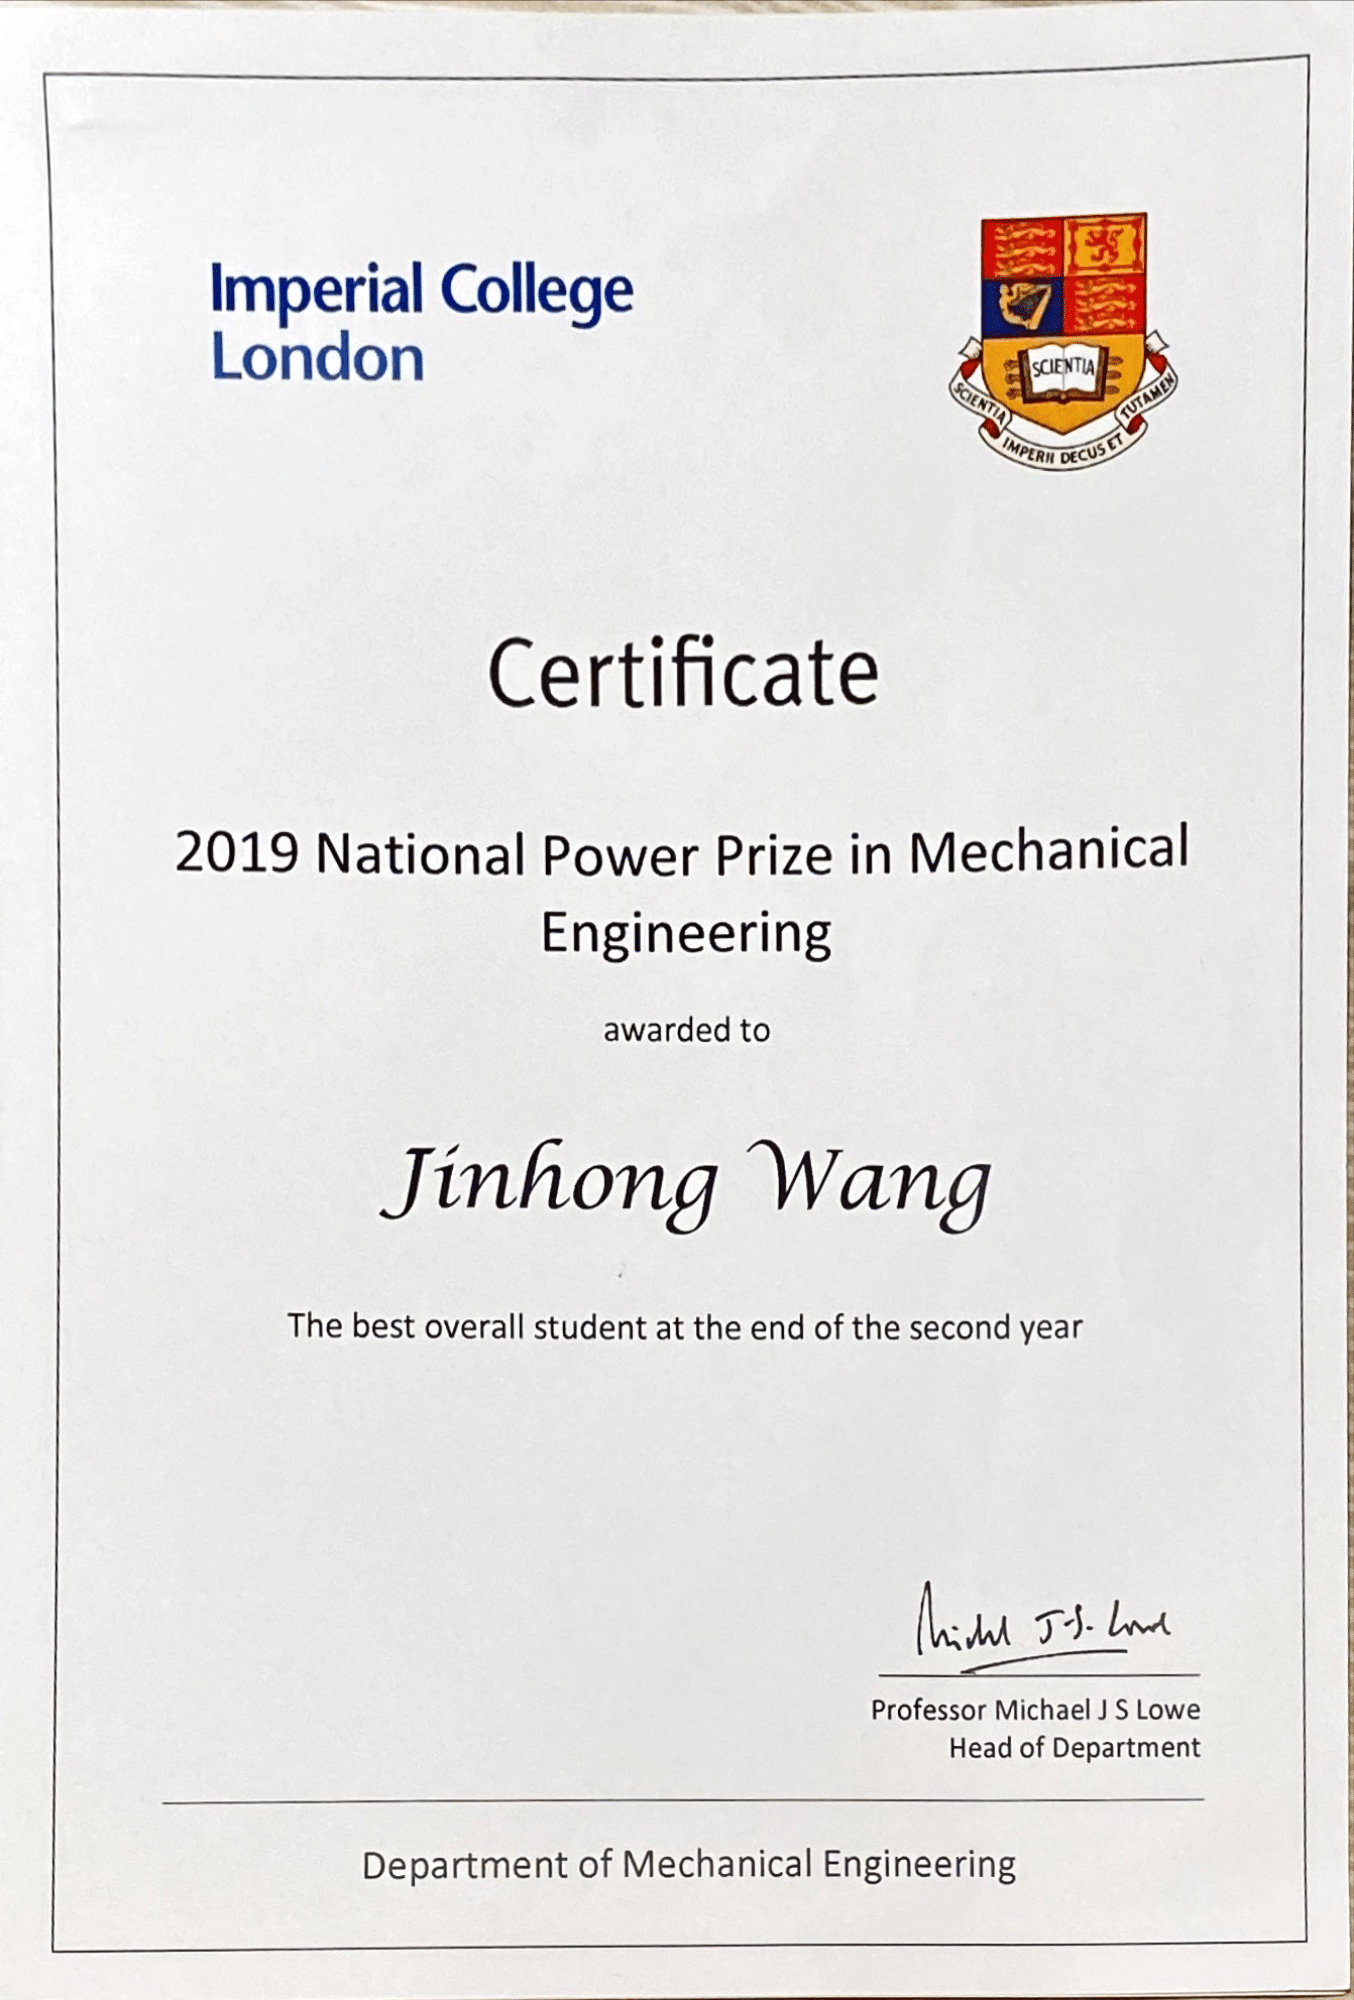 Imperial College
London
SCIENTIA
SCIENTIA
IMPERII DECUS ET
TUTAMEN
Certificate
2019 National Power Prize in Mechanical
Engineering
awarded to
Jinhong Wang
The best overall student at the end of the second year
Michael J.S. Lowe
Professor Michael J S Lowe
Head of Department
Department of Mechanical Engineering